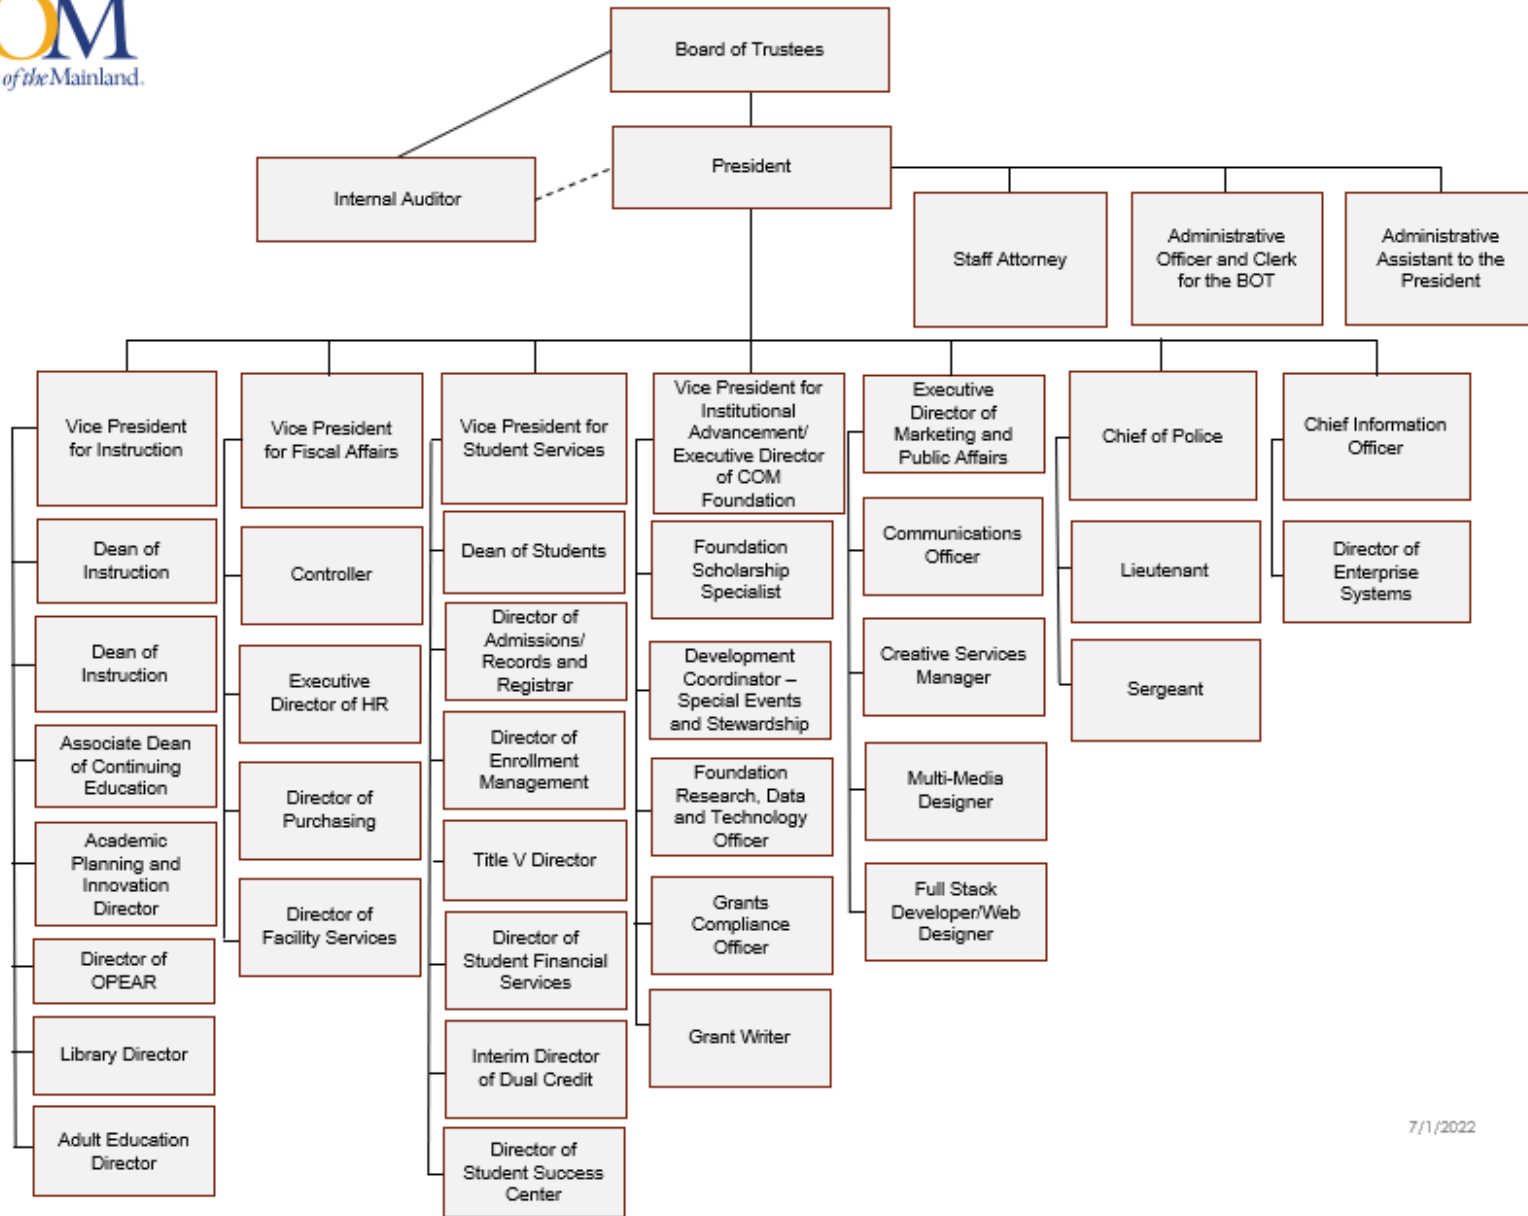 OM
of the Mainland.
Board of Trustees
President
Internal Auditor
Staff Attorney
Administrative
Officer and Clerk
for the BOT
Administrative
Assistant to the
President
Vice President
for Instruction
Dean of
Instruction
Dean of
Instruction
Associate Dean
of Continuing
Education
Academic
Planning and
Innovation
Director
Director of
OPEAR
Library Director
Adult Education
Director
Vice President
for Fiscal Affairs
Controller
Executive
Director of HR
Director of
Purchasing
Director of
Facility Services
Vice President for
Student Services
Dean of Students
Director of
Admissions/
Records and
Registrar
Director of
Enrollment
Management
Title V Director
Director of
Student Financial
Services
Interim Director
of Dual Credit
Director of
Student Success
Center
Vice President for
Institutional
Advancement/
Executive Director
of COM
Foundation
Foundation
Scholarship
Specialist
Development
Coordinator –
Special Events
and Stewardship
Foundation
Research, Data
and Technology
Officer
Grants
Compliance
Officer
Grant Writer
Executive
Director of
Marketing and
Public Affairs
Communications
Officer
Creative Services
Manager
Multi-Media
Designer
Full Stack
Developer/Web
Designer
Chief of Police
Lieutenant
Sergeant
Chief Information
Officer
Director of
Enterprise
Systems
7/1/2022